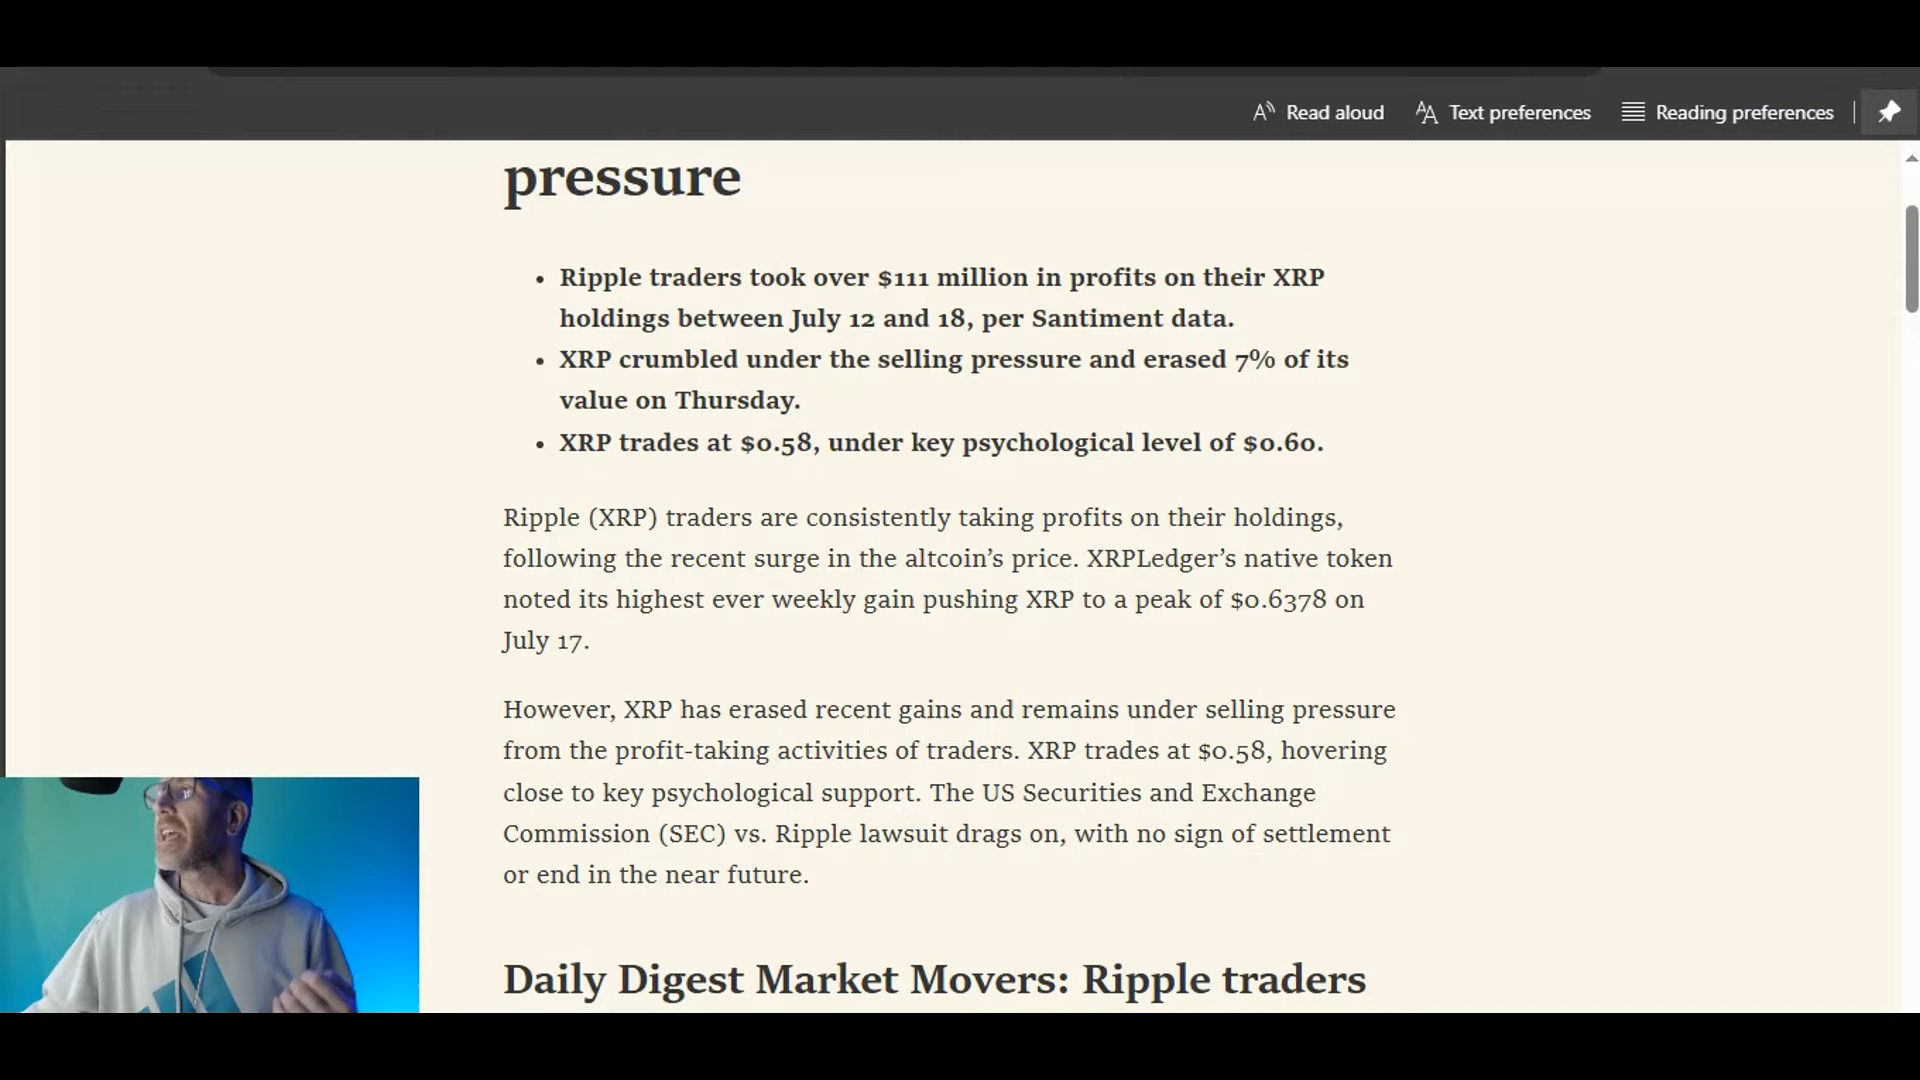 Read aloud
Text preferences
Reading preferences
pressure
• Ripple traders took over $111 million in profits on their XRP
holdings between July 12 and 18, per Santiment data.
• XRP crumbled under the selling pressure and erased 7% of its
value on Thursday.
• XRP trades at $0.58, under key psychological level of $0.60.
Ripple (XRP) traders are consistently taking profits on their holdings,
following the recent surge in the altcoin’s price. XRPLedger’s native token
noted its highest ever weekly gain pushing XRP to a peak of $0.6378 on
July 17.
However, XRP has erased recent gains and remains under selling pressure
from the profit-taking activities of traders. XRP trades at $0.58, hovering
close to key psychological support. The US Securities and Exchange
Commission (SEC) vs. Ripple lawsuit drags on, with no sign of settlement
or end in the near future.
Daily Digest Market Movers: Ripple traders